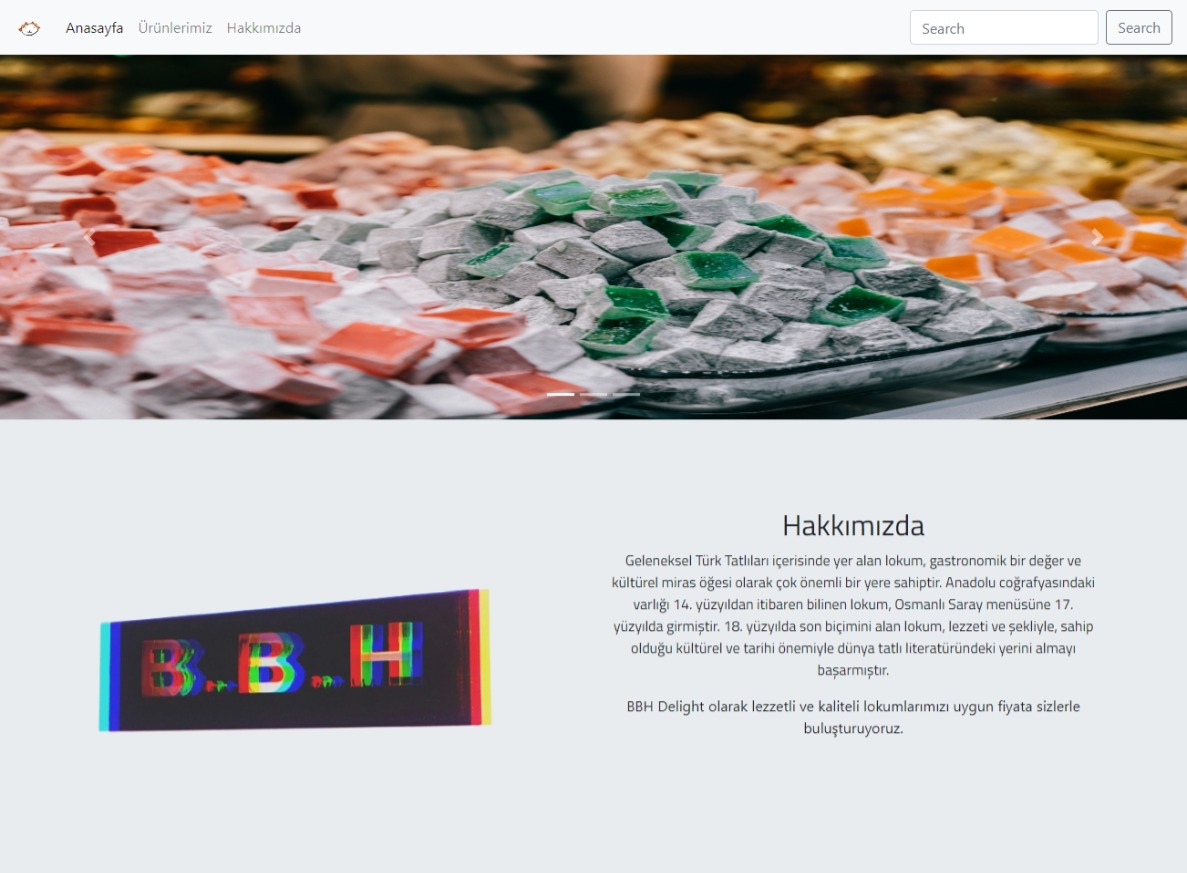 Anasayfa Ürünlerimiz Hakkımızda Search Search
B..B..H
Hakkımızda
Geleneksel Türk Tatlıları içerisinde yer alan lokum, gastronomik bir değer ve
kültürel miras öğesi olarak çok önemli bir yere sahiptir. Anadolu coğrafyasındaki
varlığı 14. yüzyıldan itibaren bilinen lokum, Osmanlı Saray menüsüne 17.
yüzyılda girmiştir. 18. yüzyılda son biçimini alan lokum, lezzeti ve şekliyle, sahip
olduğu kültürel ve tarihi önemiyle dünya tatlı literatüründeki yerini almayı
başarmıştır.
BBH Delight olarak lezzetli ve kaliteli lokumlarımızı uygun fiyata sizlerle
buluşturuyoruz.